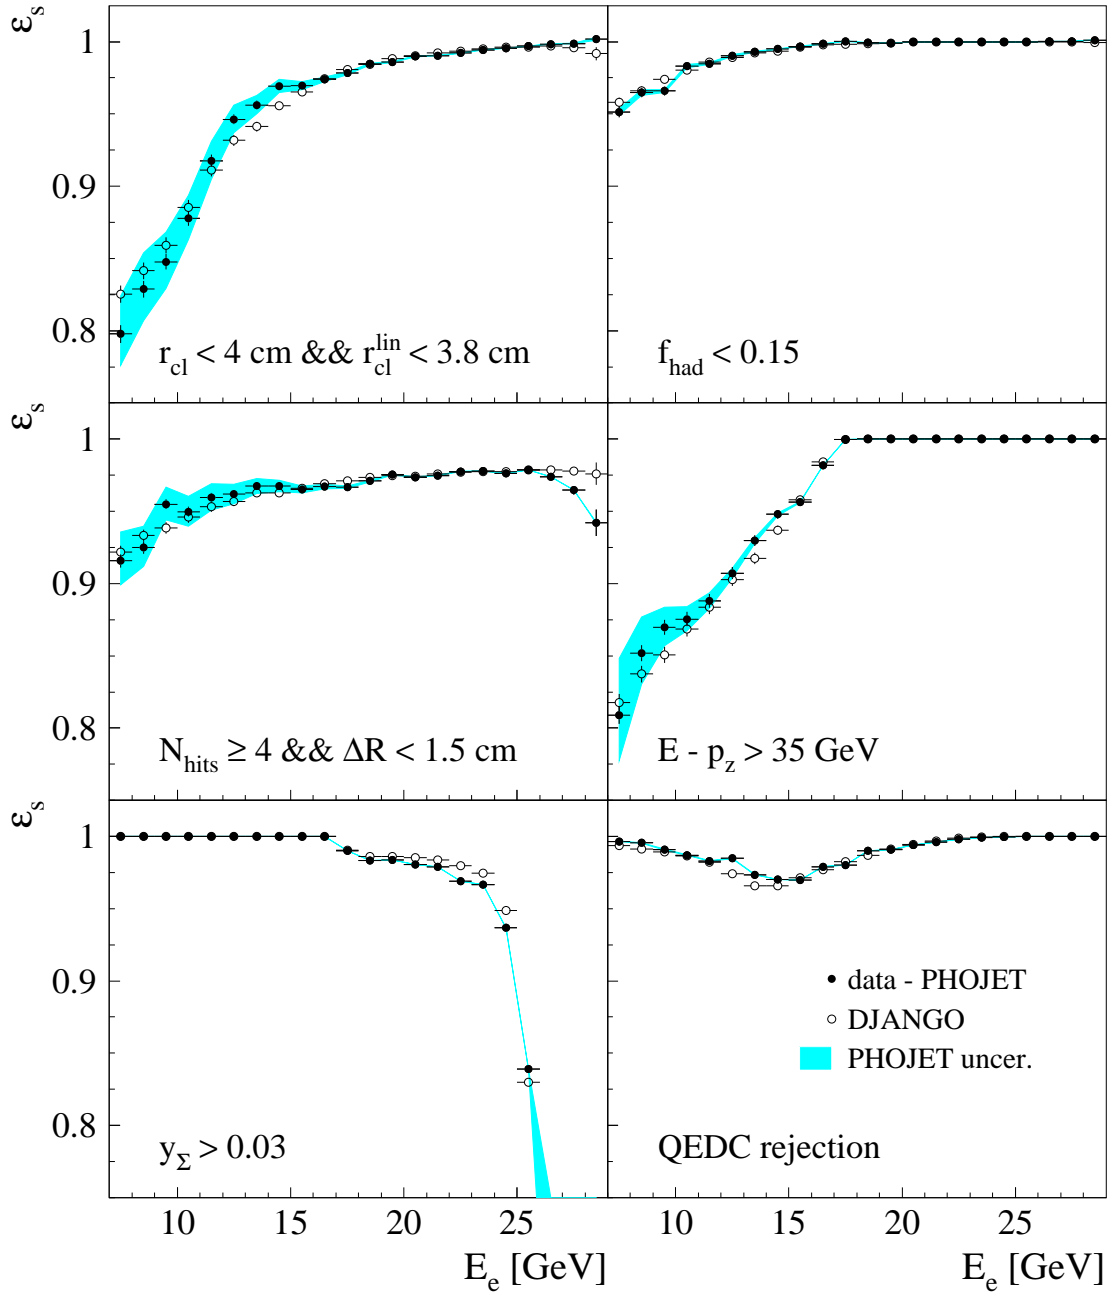 ε_s
1
0.9
0.8
r_cl < 4 cm && r_cl^lin < 3.8 cm
f_had < 0.15
ε_s
1
0.9
0.8
N_hits ≥ 4 && ΔR < 1.5 cm
E - p_z > 35 GeV
ε_s
1
0.9
0.8
y_Σ > 0.03
data - PHOJET
DJANGO
PHOJET uncer.
QEDC rejection
10 15 20 25
10 15 20 25
E_e [GeV]
E_e [GeV]